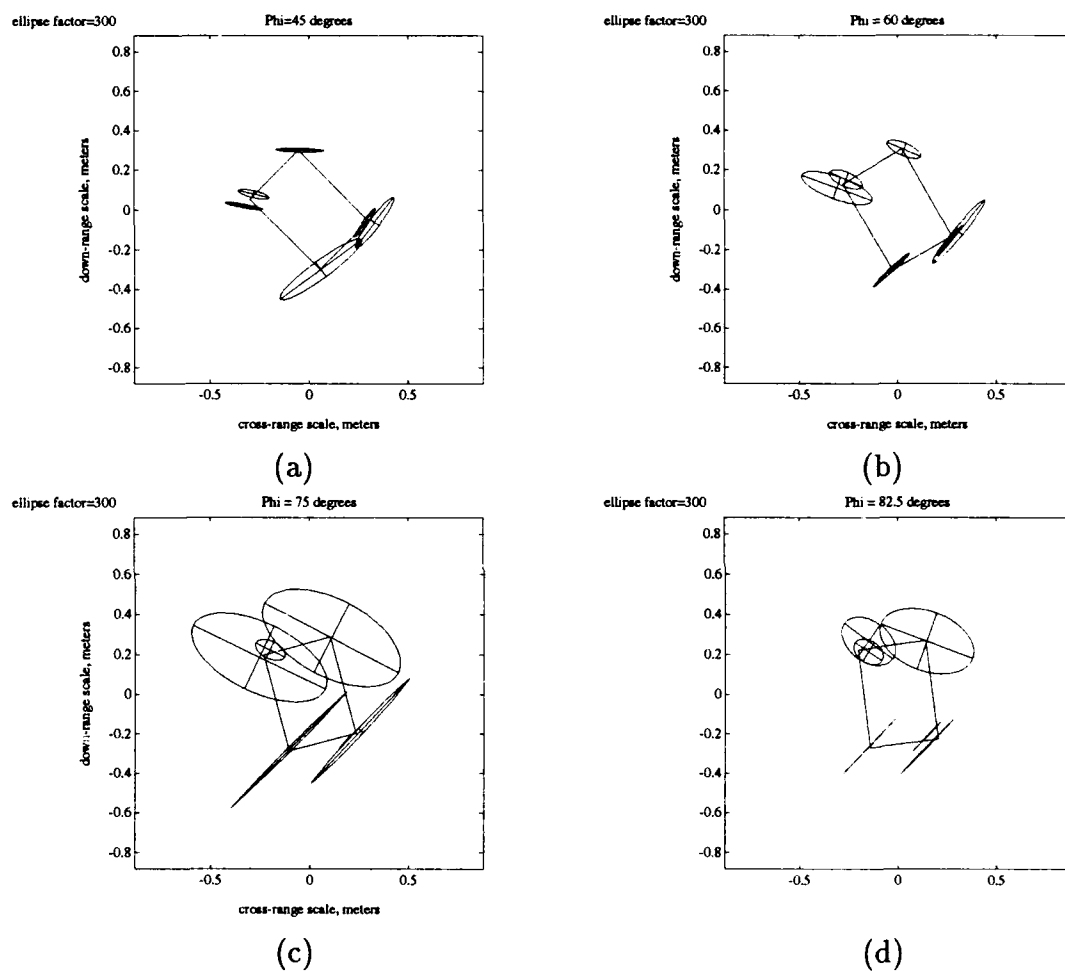 ellipse factor=300 Phi=45 degrees
0.8
0.6
0.4
0.2
0
-0.2
-0.4
-0.6
-0.8
down-range scale, meters
-0.5 0 0.5
cross-range scale, meters
(a)
ellipse factor=300 Phi = 60 degrees
0.8
0.6
0.4
0.2
0
-0.2
-0.4
-0.6
-0.8
down-range scale, meters
-0.5 0 0.5
cross-range scale, meters
(b)
ellipse factor=300 Phi = 75 degrees
0.8
0.6
0.4
0.2
0
-0.2
-0.4
-0.6
-0.8
down-range scale, meters
-0.5 0 0.5
cross-range scale, meters
(c)
ellipse factor=300 Phi = 82.5 degrees
0.8
0.6
0.4
0.2
0
-0.2
-0.4
-0.6
-0.8
-0.5 0 0.5
(d)